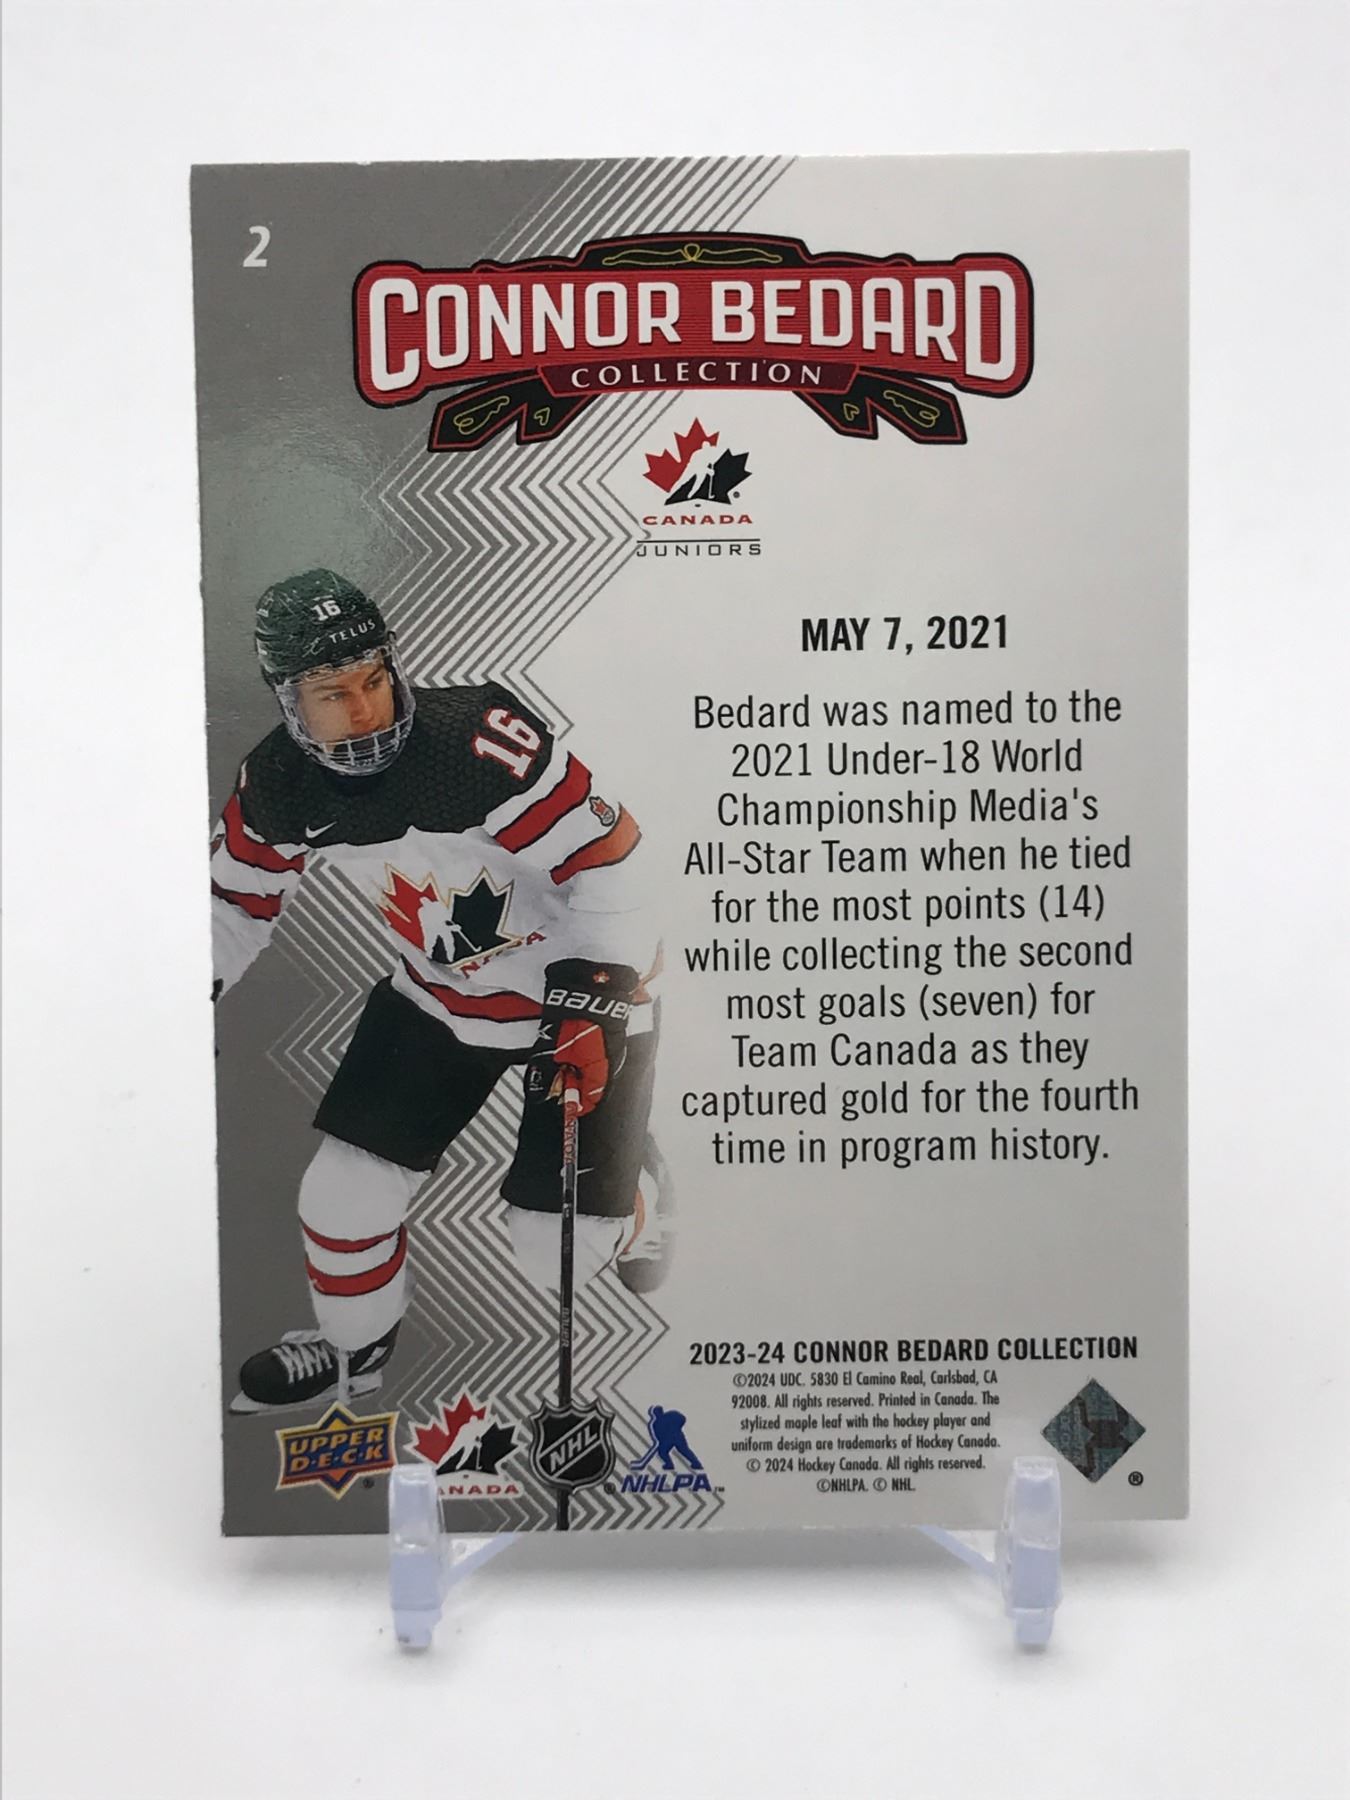 2
CONNOR BEDARD
COLLECTION
CANADA
JUNIORS
16
TELUS
16
MAY 7, 2021
Bedard was named to the
2021 Under-18 World
Championship Media's
All-Star Team when he tied
for the most points (14)
while collecting the second
most goals (seven) for
Team Canada as they
captured gold for the fourth
time in program history.
BAUER
BAUER
2023-24 CONNOR BEDARD COLLECTION
©2024 UDC. 5830 El Camino Real, Carlsbad, CA
92008. All rights reserved. Printed in Canada. The
stylized maple leaf with the hockey player and
uniform design are trademarks of Hockey Canada.
© 2024 Hockey Canada. All rights reserved.
©NHLPA. © NHL.
UPPER
D·E·C·K
®
ANADA
NHL
®
NHLPA™
®